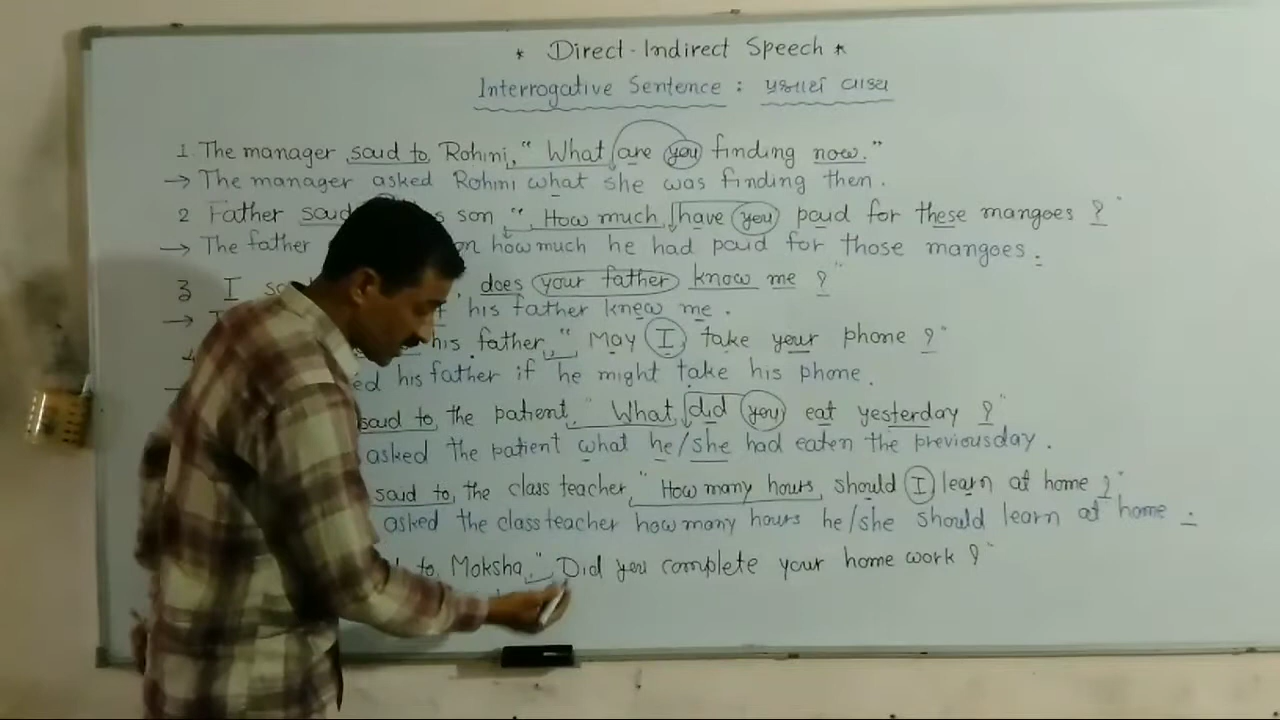 * Direct-Indirect Speech *
Interrogative Sentence : પ્રશ્નાર્થ વાક્ય
1 The manager said to Rohini, "What are you finding now."
→ The manager asked Rohini what she was finding then.
2 Father said son ", How much have you paid for these mangoes ?"
→ The father how much he had paid for those mangoes.
3 I does your father know me ?"
→ his father knew me.
his father, " May I take your phone ?"
his father if he might take his phone.
said to the patient, "What did you eat yesterday ?"
asked the patient what he/she had eaten the previousday.
said to, the class teacher, "How many hours, should I learn at home ?"
asked the class teacher how many hours he/she should learn at home.
to Moksha, "Did you complete your home work ?"